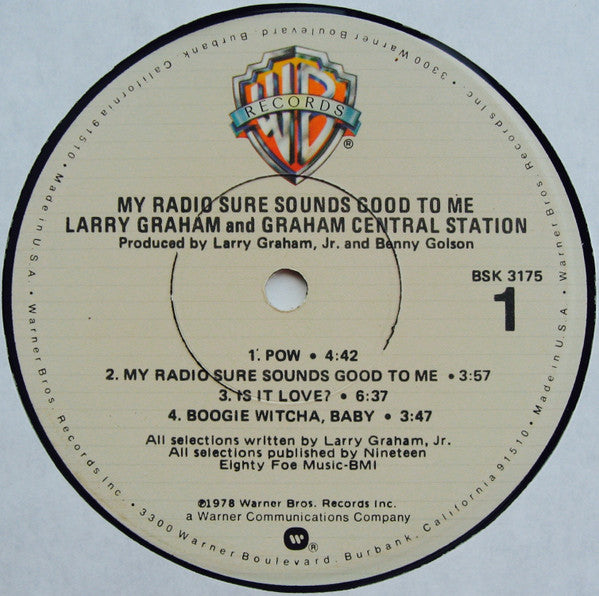 WB
RECORDS
®
MY RADIO SURE SOUNDS GOOD TO ME
LARRY GRAHAM and GRAHAM CENTRAL STATION
Produced by Larry Graham, Jr. and Benny Golson
BSK 3175
1
1. POW • 4:42
2. MY RADIO SURE SOUNDS GOOD TO ME • 3:57
3. IS IT LOVE? • 6:37
4. BOOGIE WITCHA, BABY • 3:47
All selections written by Larry Graham, Jr.
All selections published by Nineteen
Eighty Foe Music-BMI
℗1978 Warner Bros. Records Inc.
a Warner Communications Company
W®
Made in U.S.A. • Warner Bros. Records Inc. • 3300 Warner Boulevard, Burbank, California 91510 • Made in U.S.A. • Warner Bros. Records Inc. • 3300 Warner Boulevard, Burbank, California 91510 •